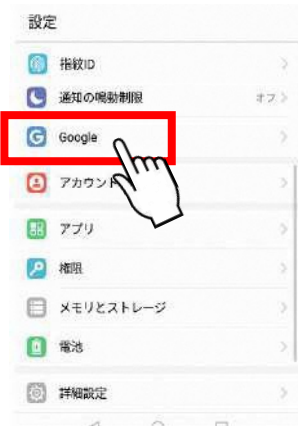 設定
指紋ID
通知の鳴動制限
オフ
Google
アカウント
アプリ
権限
メモリとストレージ
電池
詳細設定